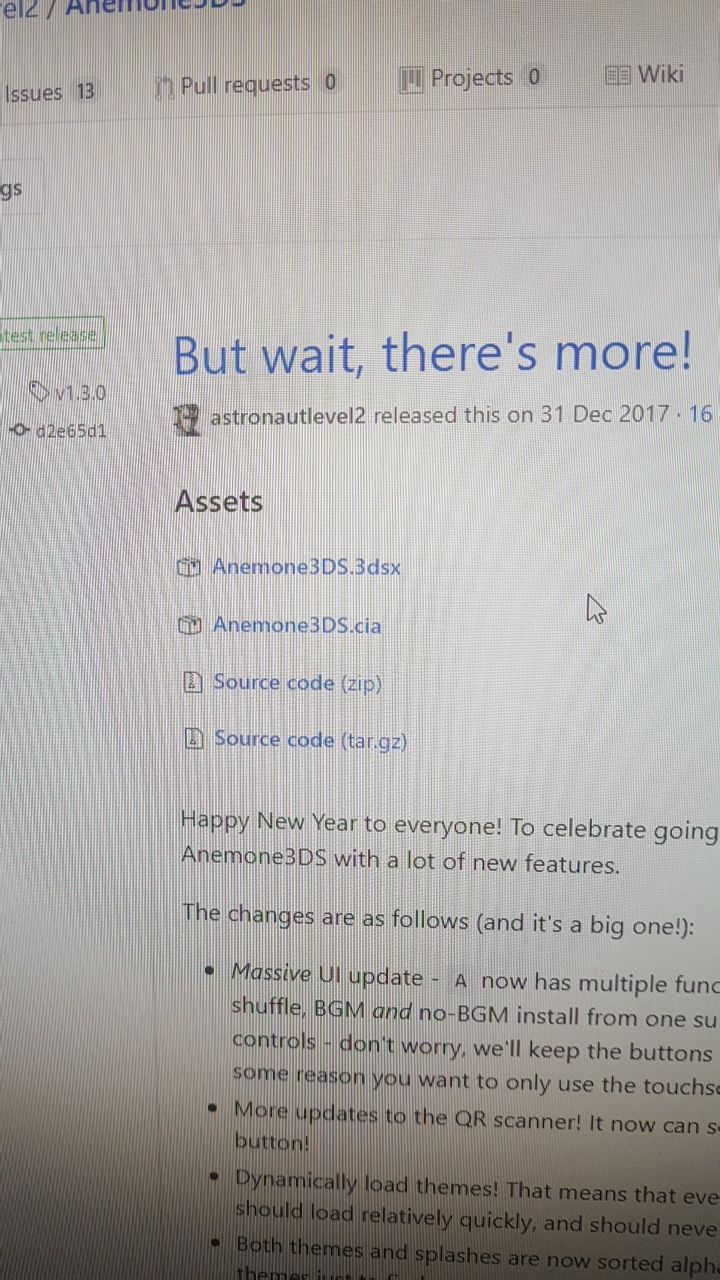 el2 / Anemone3DS
Issues 13 Pull requests 0 Projects 0 Wiki
gs
test release
v1.3.0
d2e65d1
But wait, there's more!
astronautlevel2 released this on 31 Dec 2017 · 16
Assets
Anemone3DS.3dsx
Anemone3DS.cia
Source code (zip)
Source code (tar.gz)
Happy New Year to everyone! To celebrate going
Anemone3DS with a lot of new features.
The changes are as follows (and it's a big one!):
• Massive UI update - A now has multiple func
shuffle, BGM and no-BGM install from one su
controls - don't worry, we'll keep the buttons
some reason you want to only use the touchsc
• More updates to the QR scanner! It now can s
button!
• Dynamically load themes! That means that eve
should load relatively quickly, and should neve
• Both themes and splashes are now sorted alph
themes just to